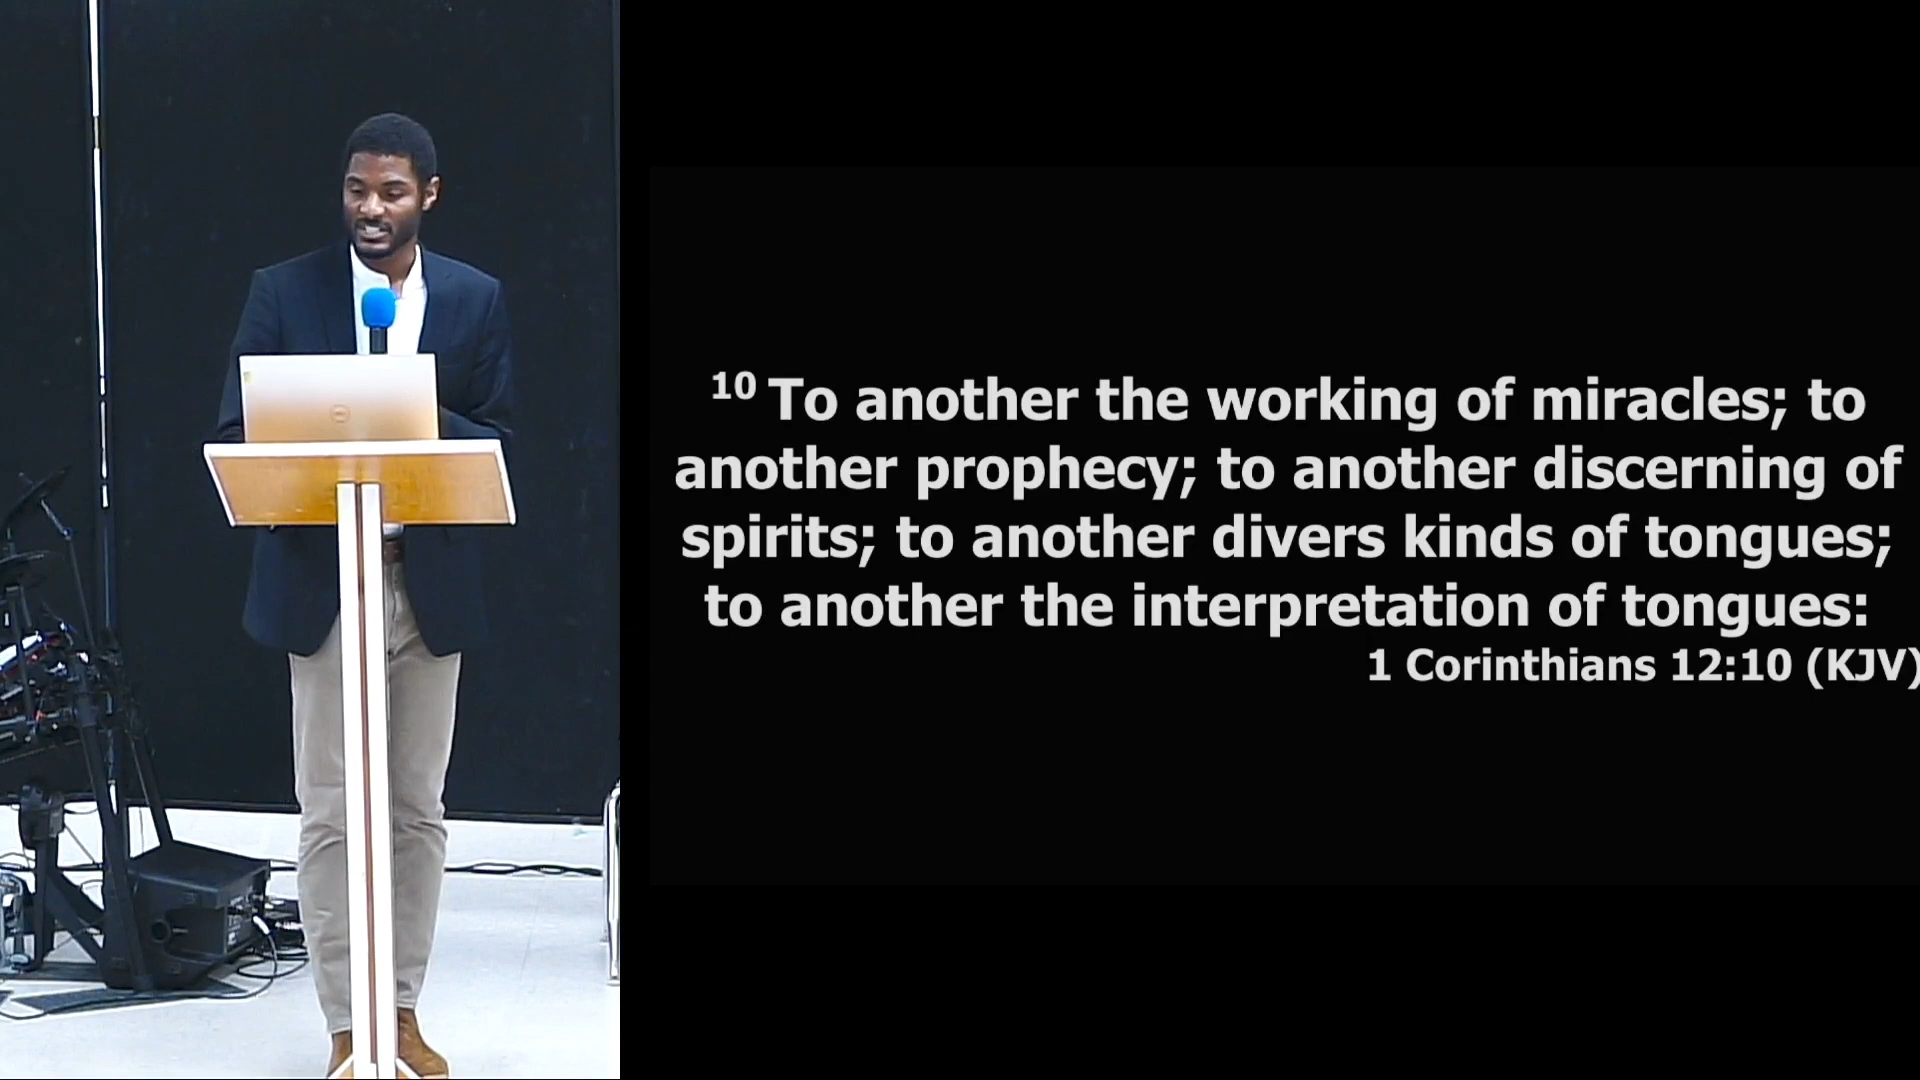 10 To another the working of miracles; to
another prophecy; to another discerning of
spirits; to another divers kinds of tongues;
to another the interpretation of tongues:
1 Corinthians 12:10 (KJV)